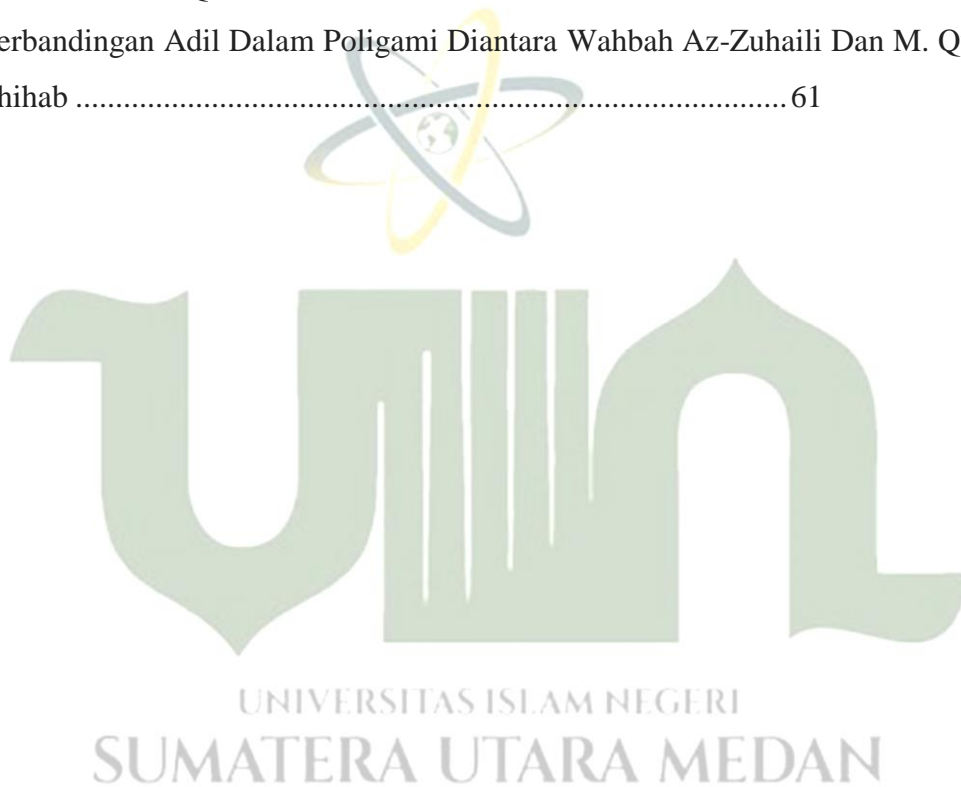 erbandingan Adil Dalam Poligami Diantara Wahbah Az-Zuhaili Dan M. Q
hihab ........................................................................................ 61
UNIVERSITAS ISLAM NEGERI
SUMATERA UTARA MEDAN